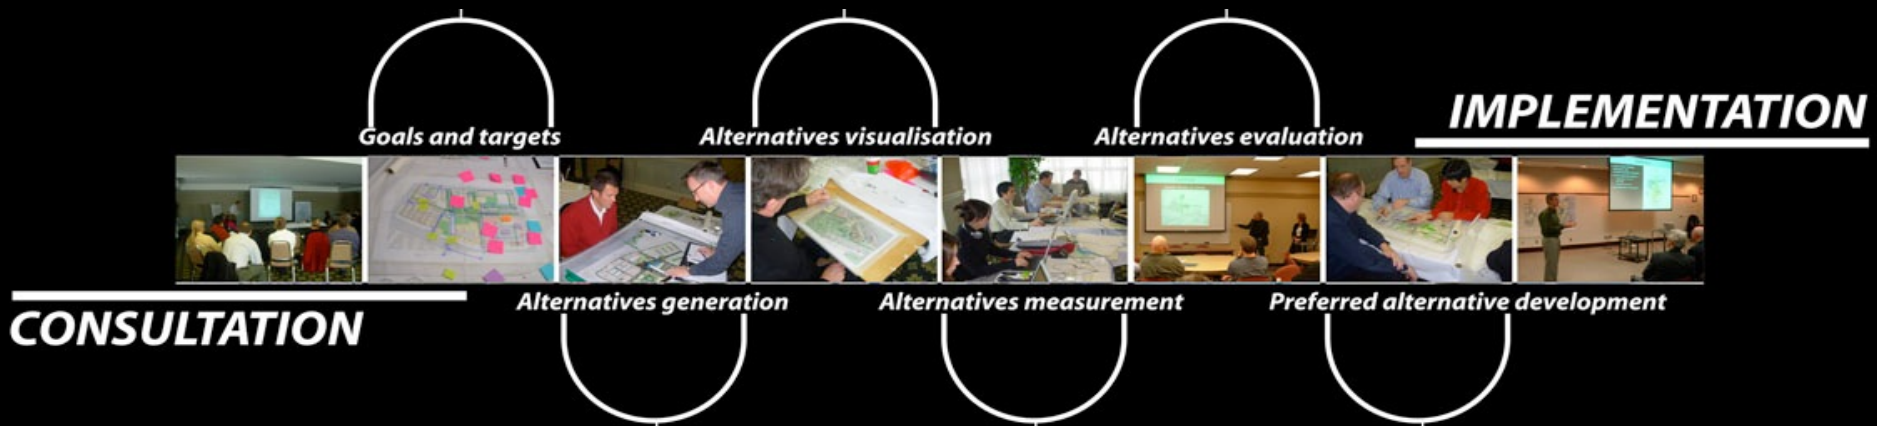 Goals and targets
Alternatives visualisation
Alternatives evaluation
IMPLEMENTATION
Alternatives generation
Alternatives measurement
Preferred alternative development
CONSULTATION